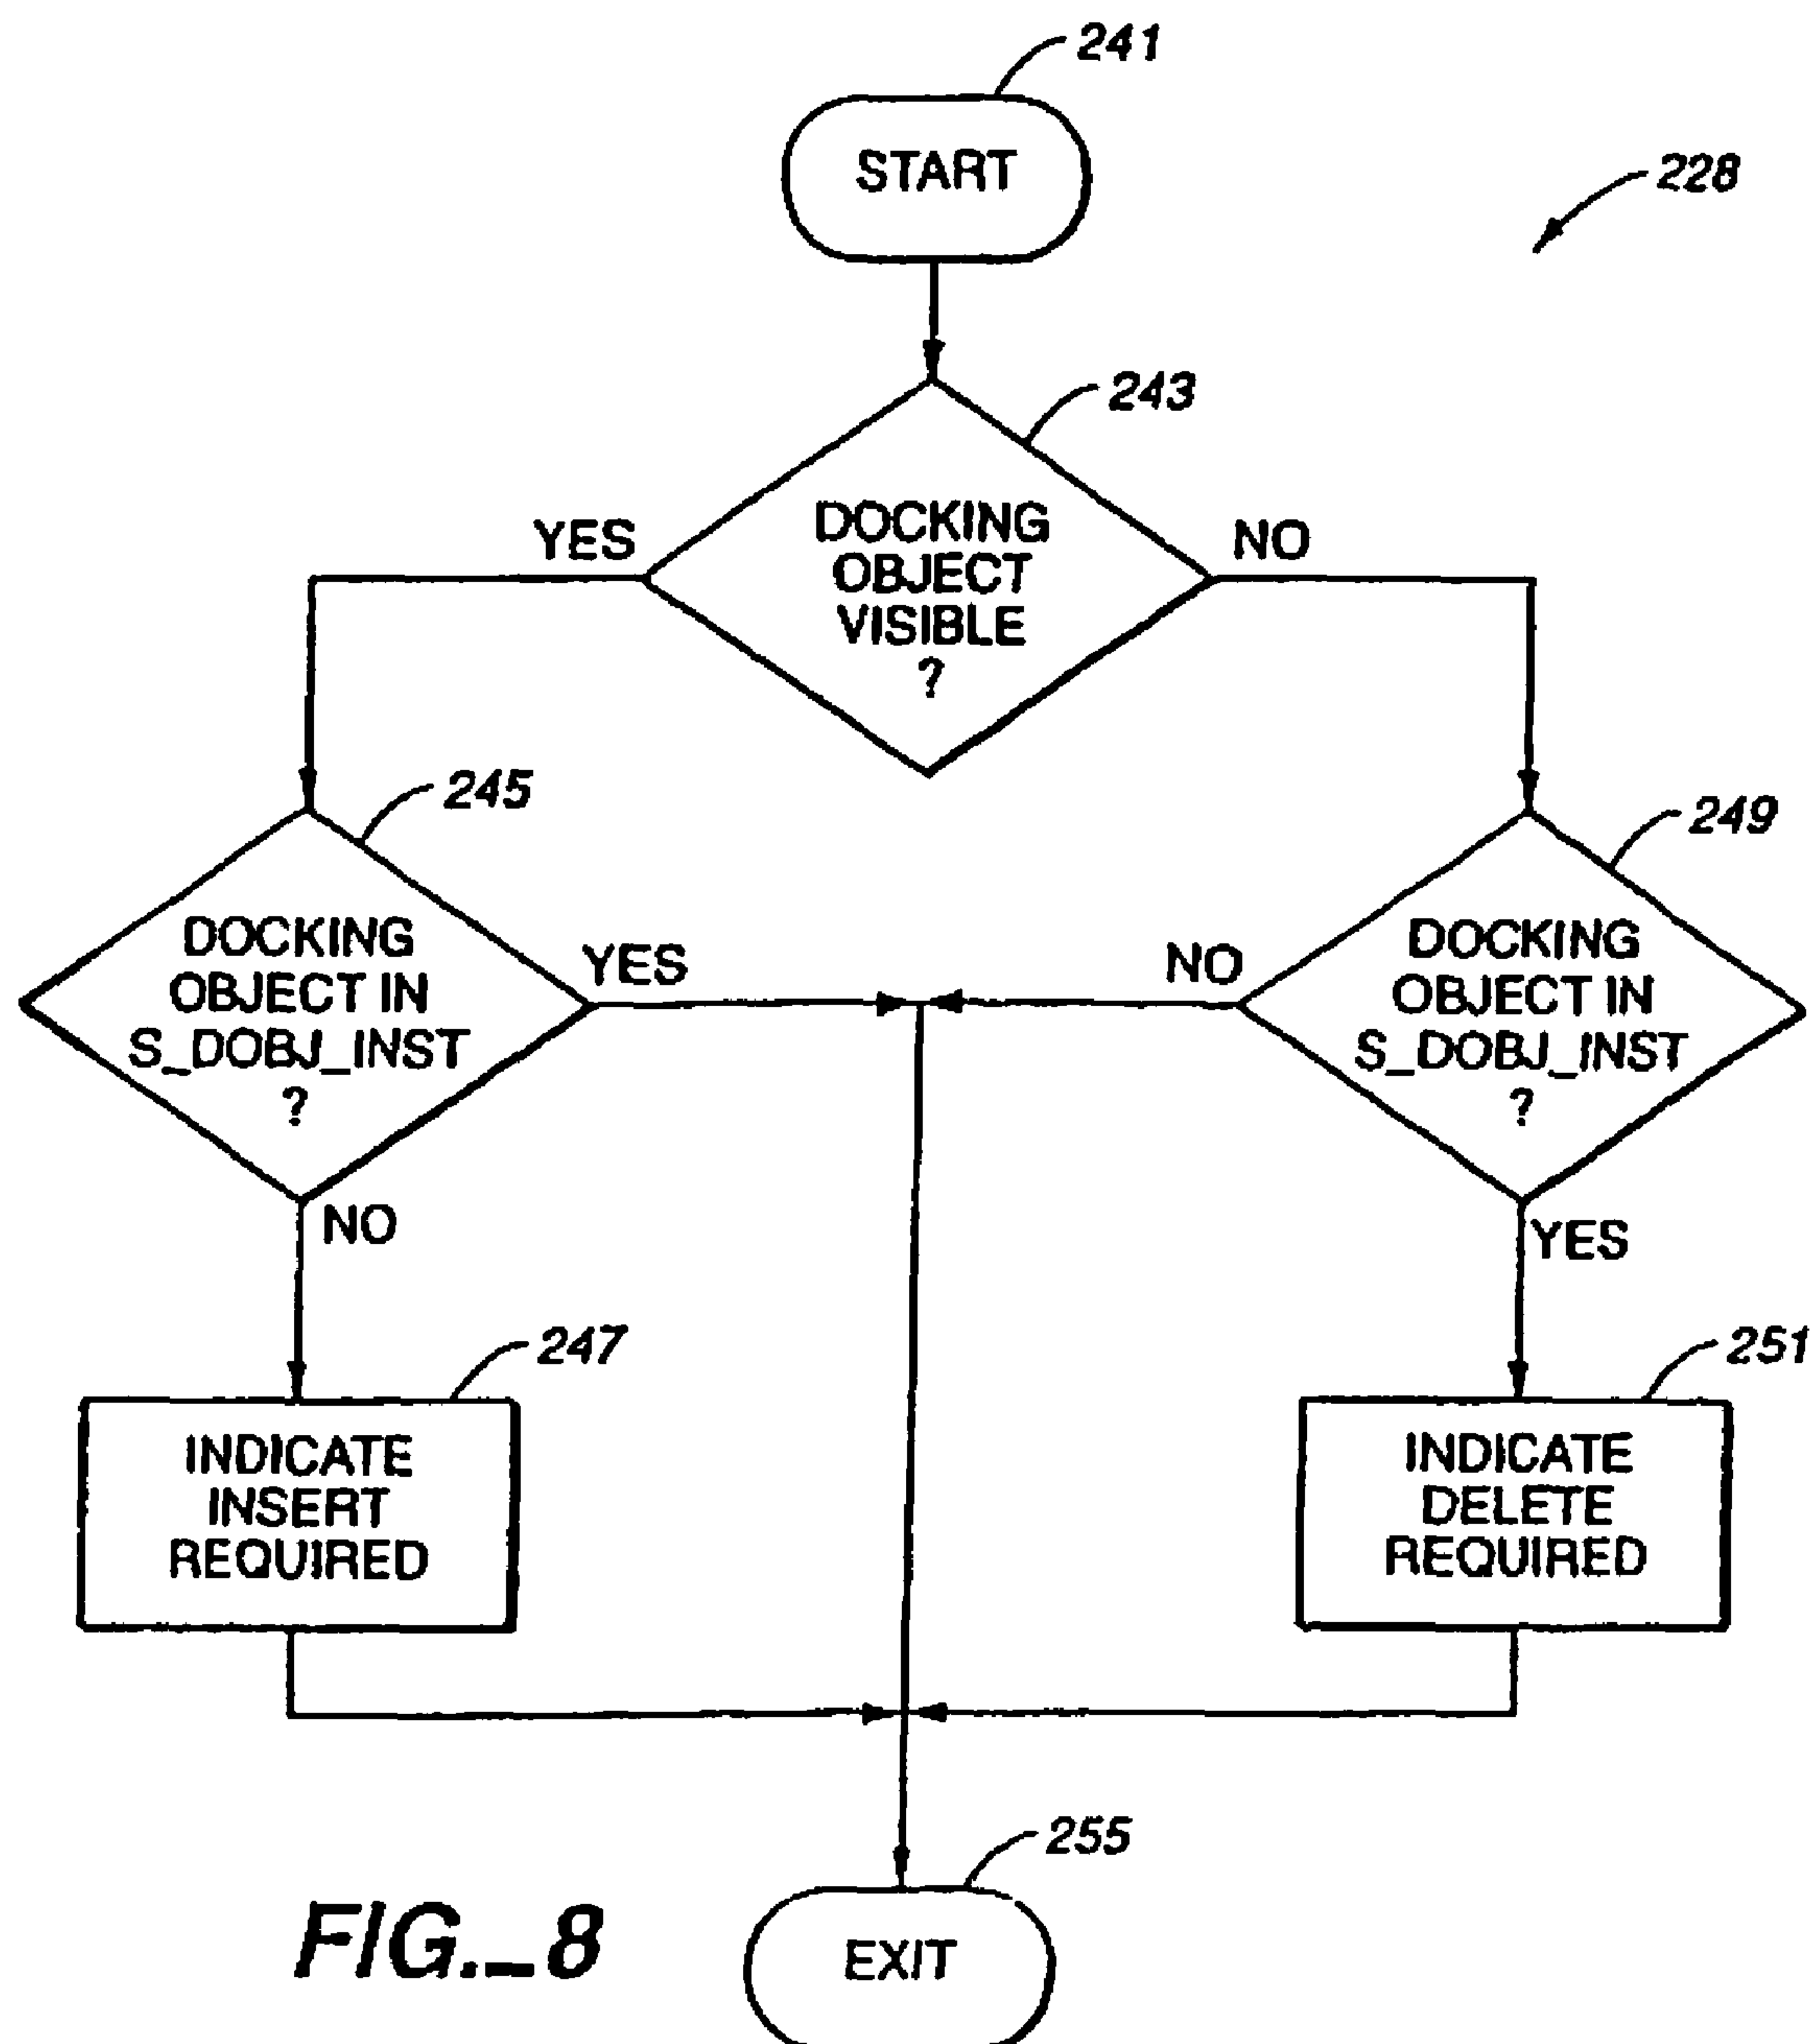 241
START
228
243
DOCKING
OBJECT
VISIBLE
?
YES
NO
245
249
DOCKING
OBJECT IN
S_DOBJ_INST
?
YES
NO
DOCKING
OBJECT IN
S_DOBJ_INST
?
NO
YES
247
251
INDICATE
INSERT
REQUIRED
INDICATE
DELETE
REQUIRED
255
EXIT
FIG._8